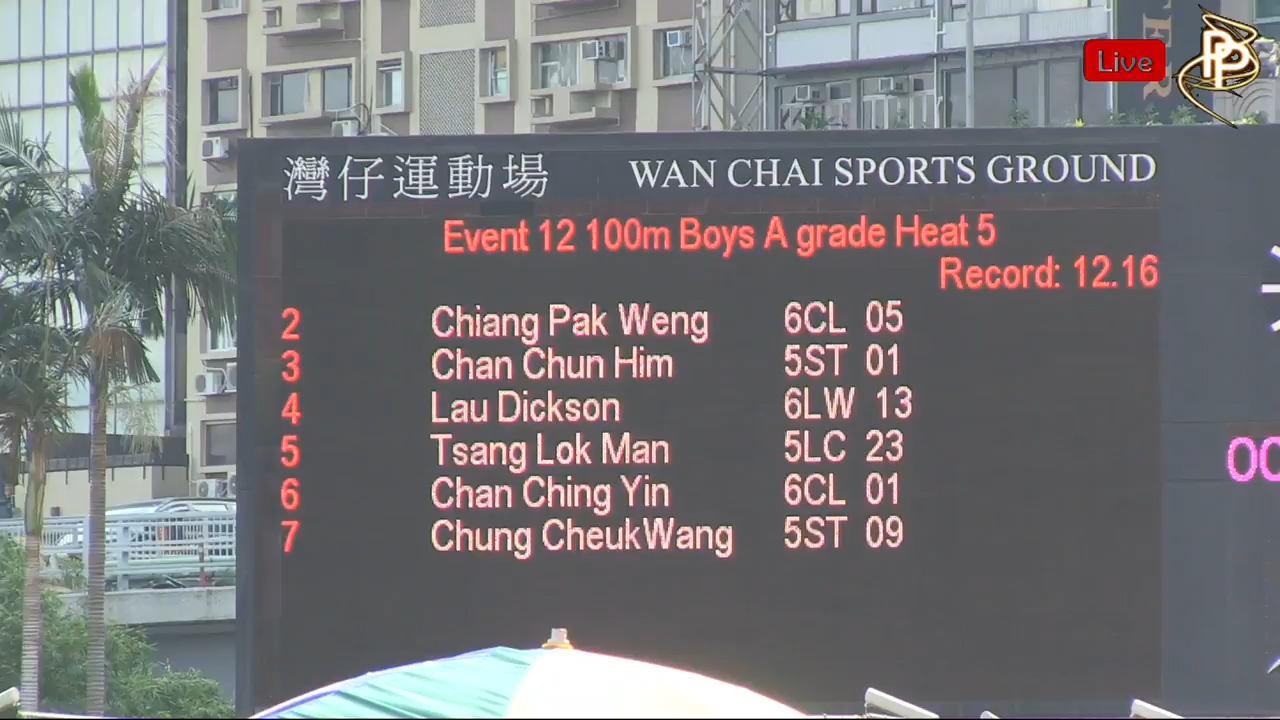 Live
灣仔運動場 WAN CHAI SPORTS GROUND
Event 12 100m Boys A grade Heat 5
Record: 12.16
2 Chiang Pak Weng 6CL 05
3 Chan Chun Him 5ST 01
4 Lau Dickson 6LW 13
5 Tsang Lok Man 5LC 23
6 Chan Ching Yin 6CL 01
7 Chung CheukWang 5ST 09
00